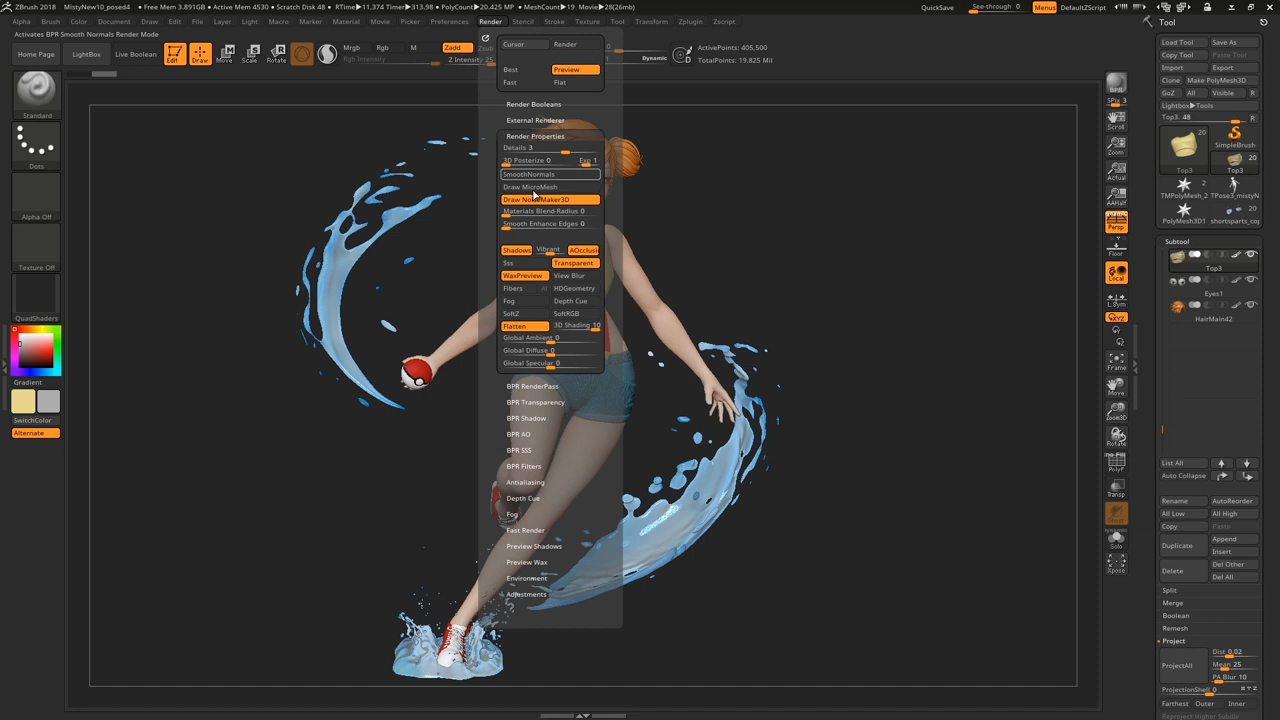 ZBrush 2018 MistyNew10_posed4 • Free Mem 3.891GB • Active Mem 4530 • Scratch Disk 48 • RTime▸11.374 Timer▸313.98 • PolyCount▸20.425 MP • MeshCount▸19 • Movie▸28(26mb) QuickSave See-through 0 Menus DefaultZScript
Alpha Brush Color Document Draw Edit File Layer Light Macro Marker Material Movie Picker Preferences Render Stencil Stroke Texture Tool Transform Zplugin Zscript
Activates BPR Smooth Normals Render Mode
Home Page LightBox Live Boolean Edit Draw Move Scale Rotate Mrgb Rgb M Zadd
Rgb Intensity Z Intensity 25 Dynamic
ActivePoints: 405,500
TotalPoints: 19.825 Mil
Standard
Dots
Alpha Off
Texture Off
QuadShaders
Gradient
SwitchColor
Alternate
Cursor Render
Best Preview
Fast Flat
Render Booleans
External Renderer
Render Properties
Details 3
3D Posterize 0 Exp 1
SmoothNormals
Draw MicroMesh
Materials Blend-Radius 0
Smooth Enhance Edges 0
Shadows Vibrant
Sss Transparent
WaxPreview View Blur
Fibers HDGeometry
Fog Depth Cue
SoftZ SoftRGB
Flatten 3D Shading 10
Global Ambient 0
Global Diffuse 0
Global Specular 0
BPR RenderPass
BPR Transparency
BPR Shadow
BPR AO
BPR SSS
BPR Filters
Antialiasing
Depth Cue
Fog
Fast Render
Preview Shadows
Preview Wax
Environment
Adjustments
BPR
SPix 3
Scroll
Zoom
Actual
Persp
Floor
Local
L.Sym
XYZ
Frame
Move
Zoom3D
Rotate
PolyF
Transp
Solo
Xpose
Tool
Load Tool Save As
Copy Tool Paste Tool
Import Export
Clone Make PolyMesh3D
GoZ All Visible R
Lightbox▸Tools
Top3. 48 R
20 SimpleBrush
20
Top3 Top3
2
TMPolyMesh_2 TPose3_mistyN
20
PolyMesh3D1 shortsparts_co
Subtool
Top3
Eyes1
HairMain42
List All
Auto Collapse
Rename AutoReorder
All Low All High
Copy Paste
Duplicate Append
Insert
Delete Del Other
Del All
Split
Merge
Boolean
Remesh
Project
ProjectAll Dist 0.02
Mean 25
PA Blur 10
ProjectionShell 0
Farthest Outer Inner
Reproject Higher Subdiv